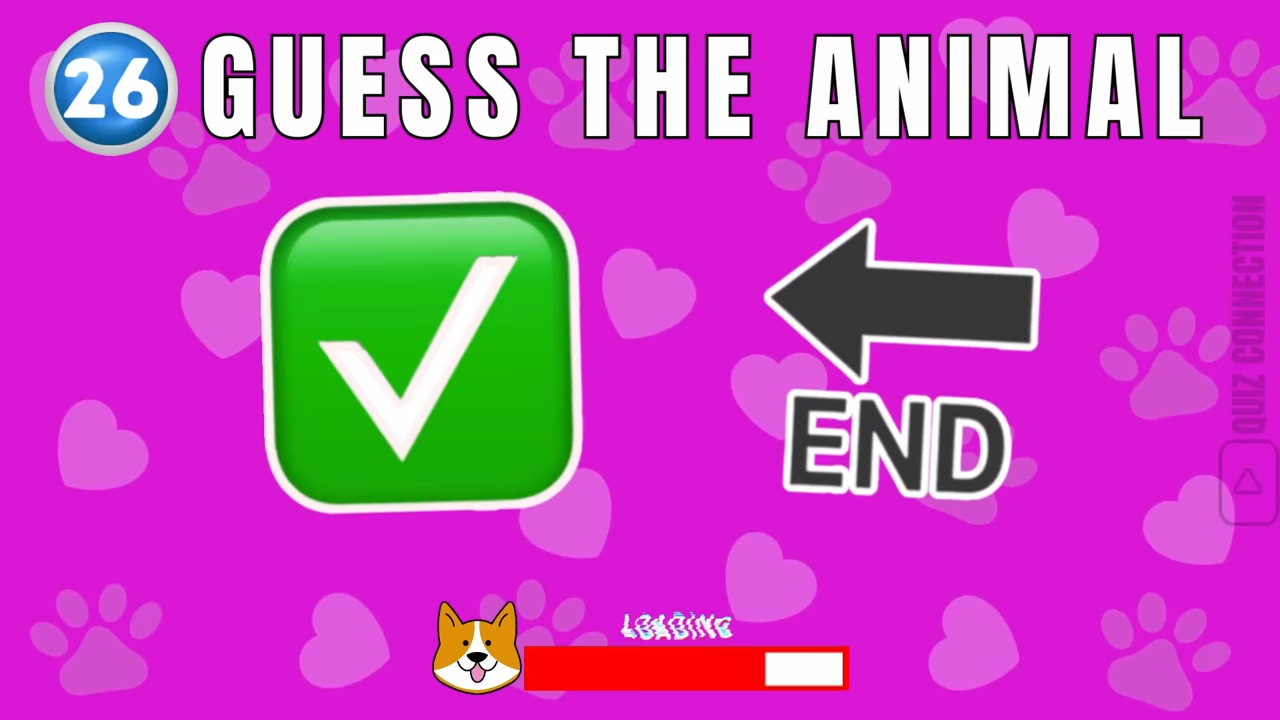 26
GUESS THE ANIMAL
END
LOADING
QUIZ CONNECTION